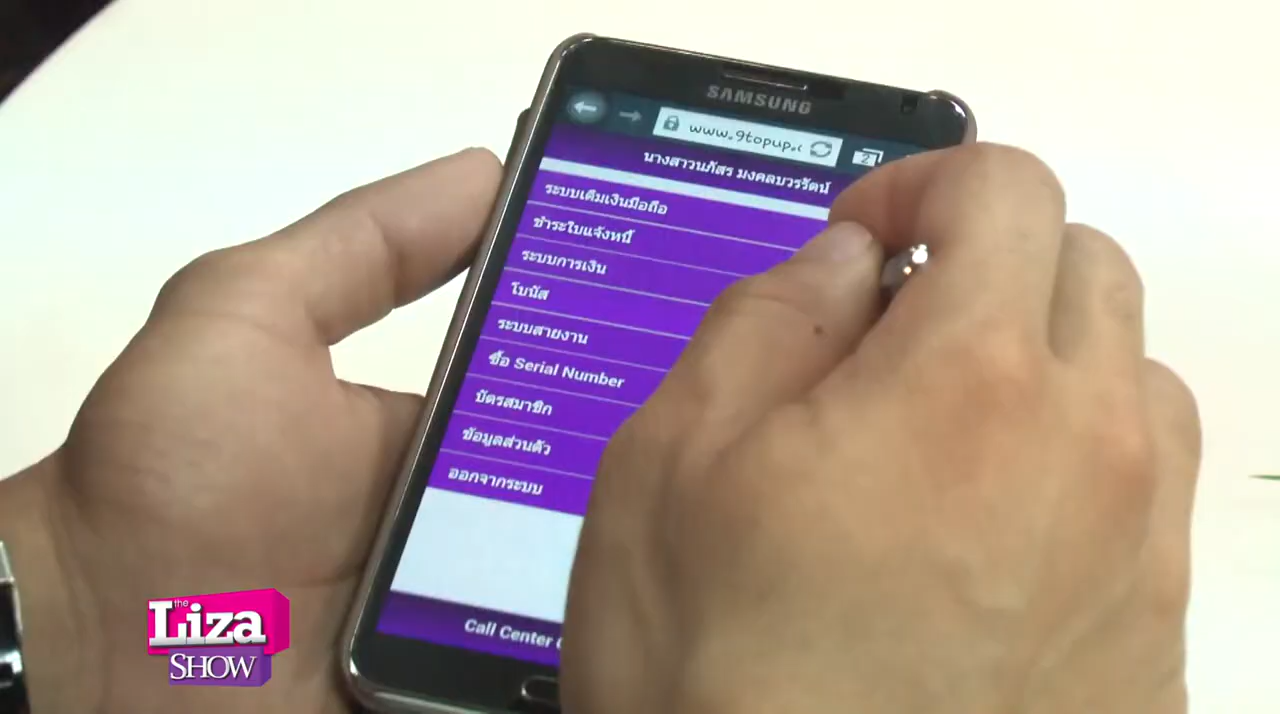 SAMSUNG
www.9topup.c
2
นางสาวนภัสร มงคลบวรรัตน์
ระบบเติมเงินมือถือ
ชำระใบแจ้งหนี้
ระบบการเงิน
โบนัส
ระบบสายงาน
ซื้อ Serial Number
บัตรสมาชิก
ข้อมูลส่วนตัว
ออกจากระบบ
Call Center
the
Liza
SHOW